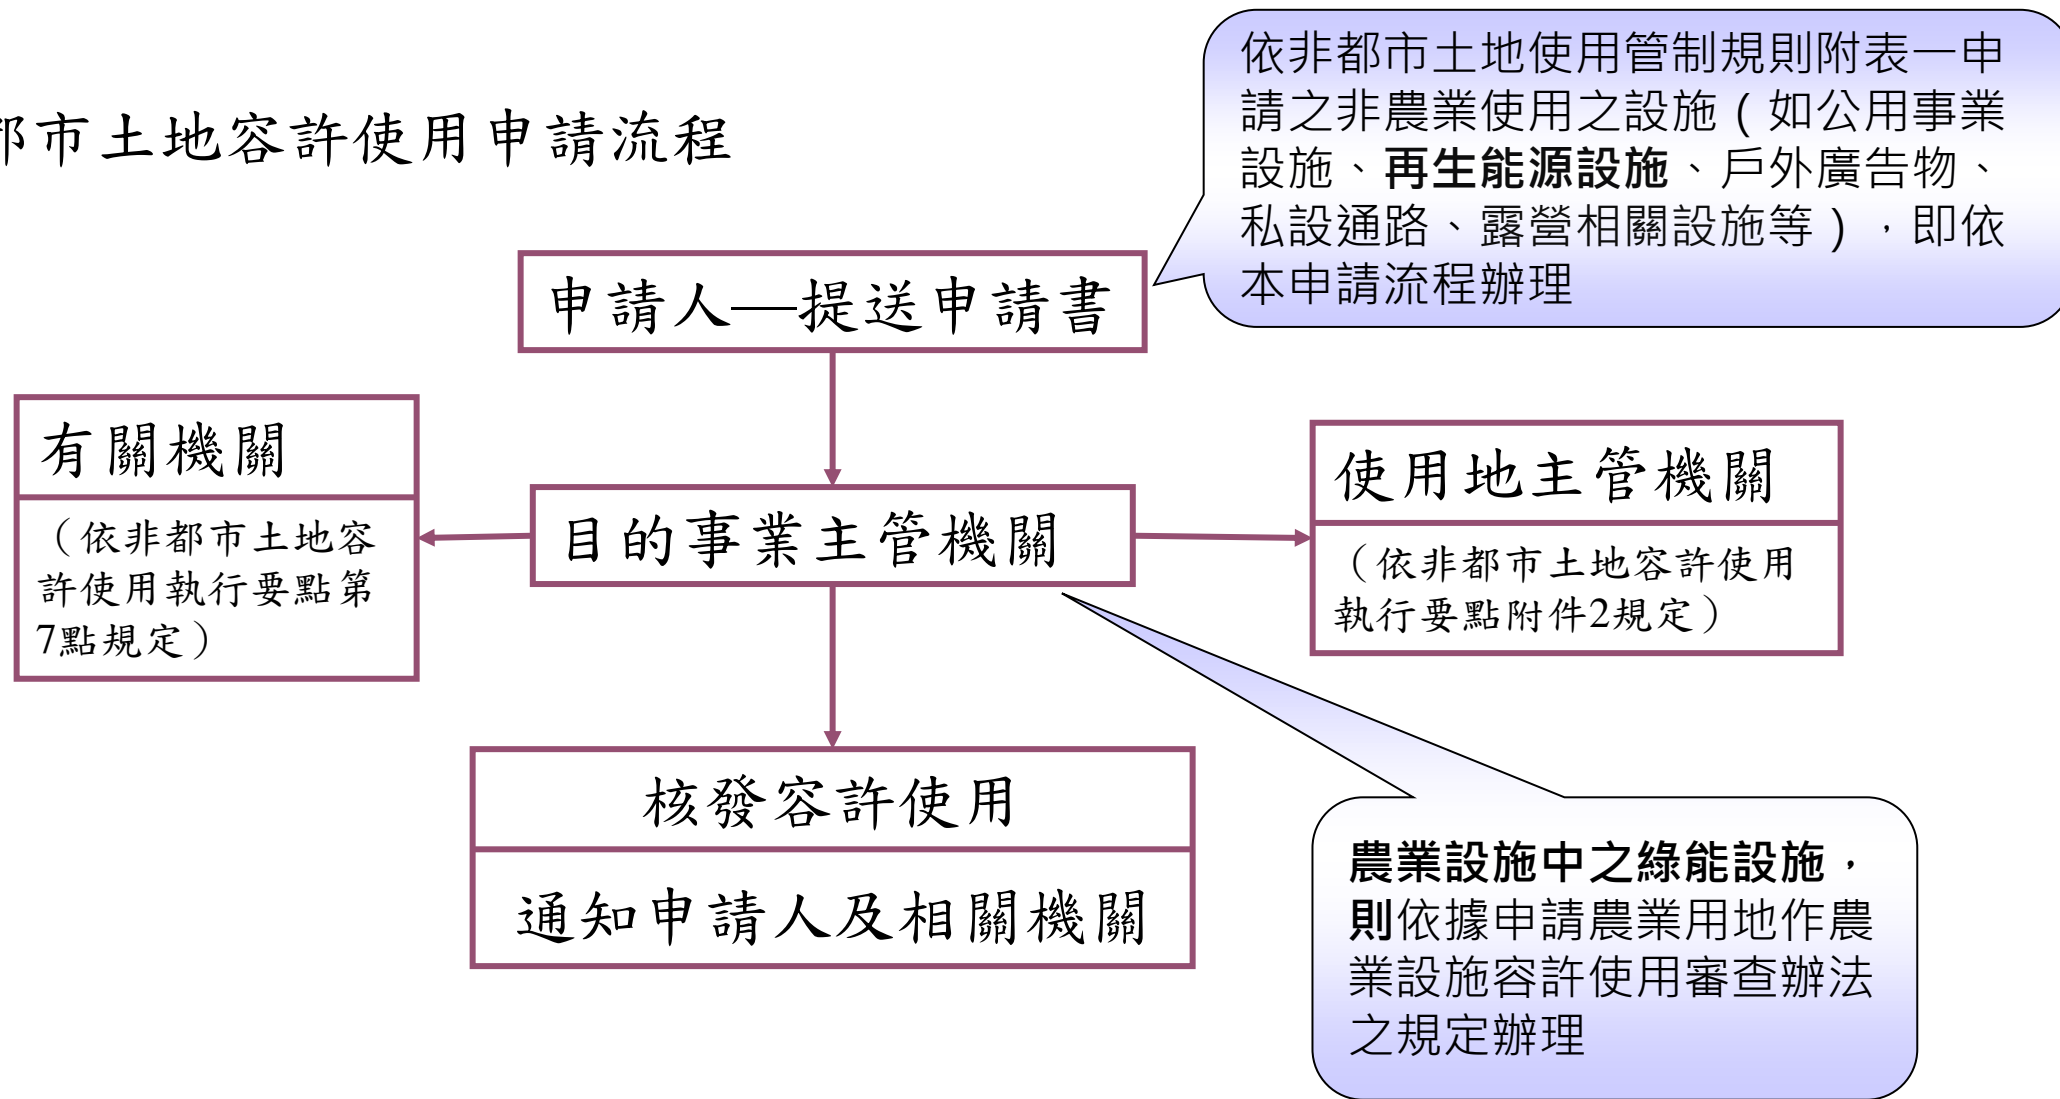 都市土地容許使用申請流程
依非都市土地使用管制規則附表一申
請之非農業使用之設施（如公用事業
設施、再生能源設施、戶外廣告物、
私設通路、露營相關設施等），即依
本申請流程辦理
申請人—提送申請書
有關機關
（依非都市土地容
許使用執行要點第
7點規定）
目的事業主管機關
使用地主管機關
（依非都市土地容許使用
執行要點附件2規定）
核發容許使用
通知申請人及相關機關
農業設施中之綠能設施，
則依據申請農業用地作農
業設施容許使用審查辦法
之規定辦理